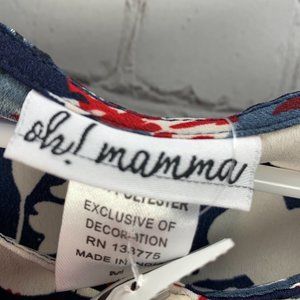 oh! mamma
POLYESTER
EXCLUSIVE OF
DECORATION
RN 133775
MADE IN